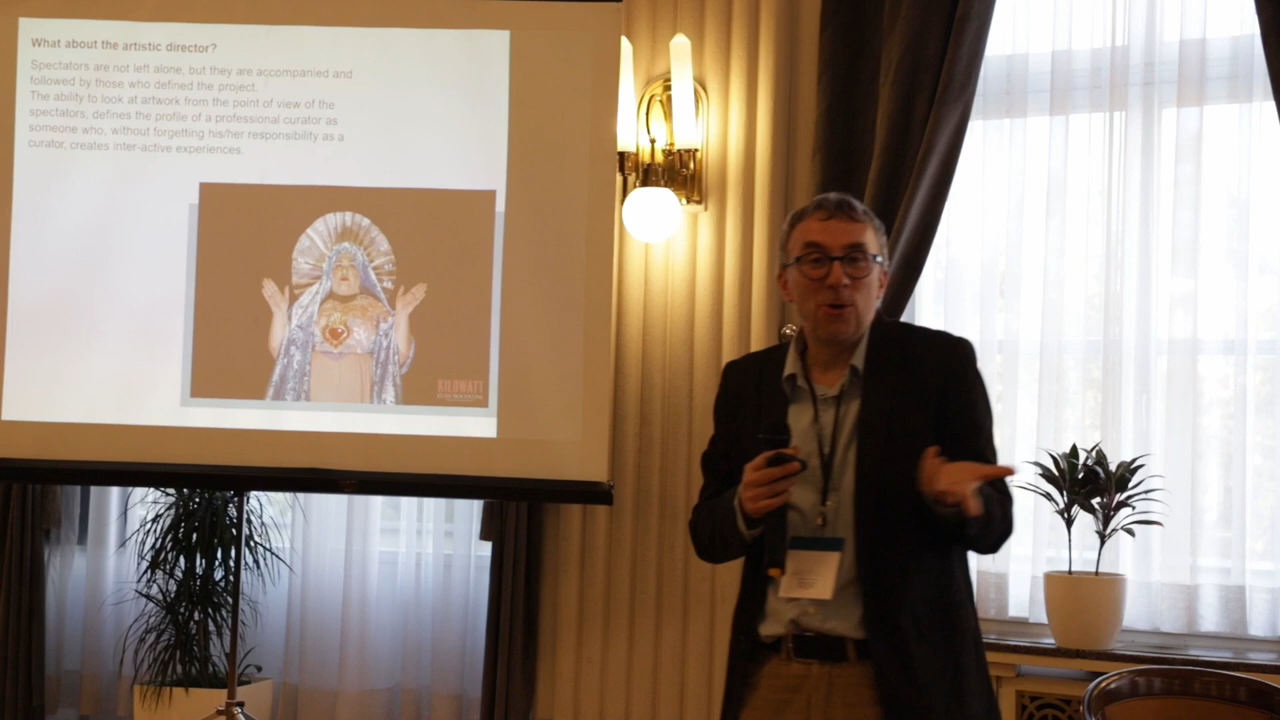 What about the artistic director?
Spectators are not left alone, but they are accompanied and
followed by those who defined the project.
The ability to look at artwork from the point of view of the
spectators, defines the profile of a professional curator as
someone who, without forgetting his/her responsibility as a
curator, creates inter-active experiences.
KILOWATT